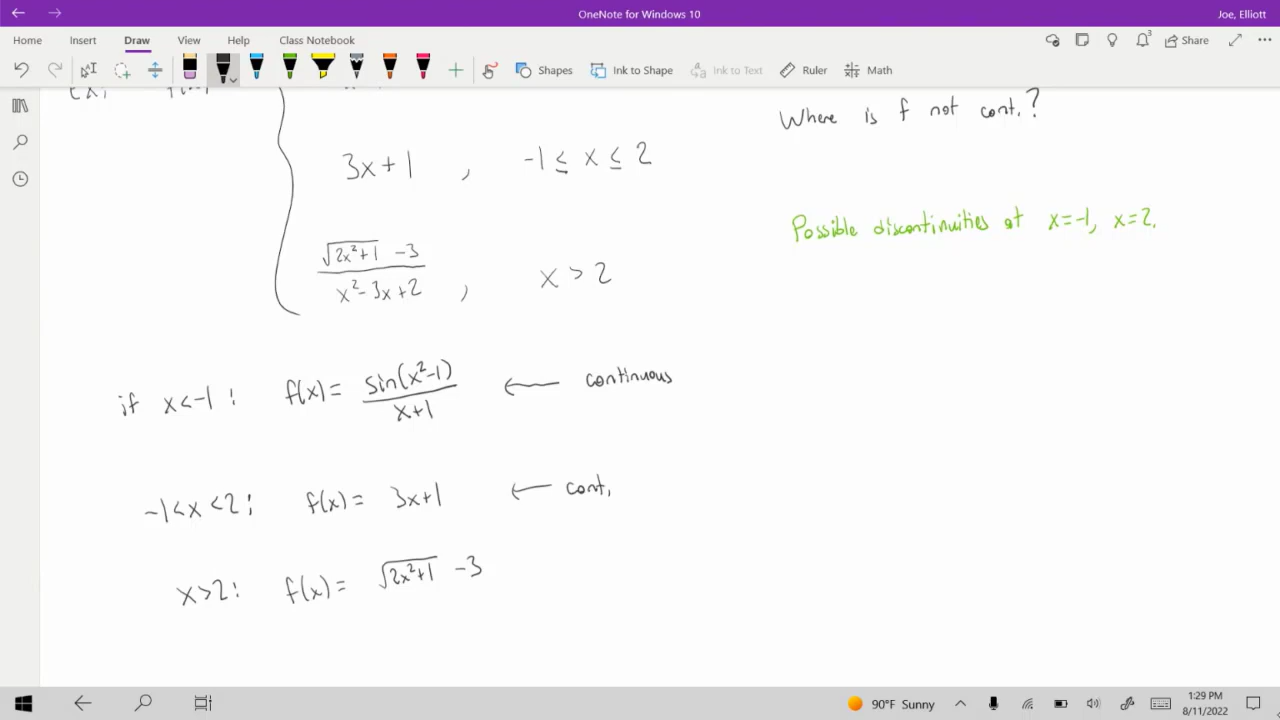 OneNote for Windows 10
Joe, Elliott
Home Insert Draw View Help Class Notebook
Share
Shapes Ink to Shape Ink to Text Ruler Math
Where is f not cont.?
3x+1 , -1 ≤ x ≤ 2
Possible discontinuities at x=-1, x=2.
√(2x²+1) -3
x²-3x+2 , x > 2
if x<-1: f(x) = sin(x²-1) / x+1 ← continuous
-1<x<2: f(x) = 3x+1 ← cont.
x>2: f(x) = √(2x²+1) -3
90°F Sunny
1:29 PM
8/11/2022